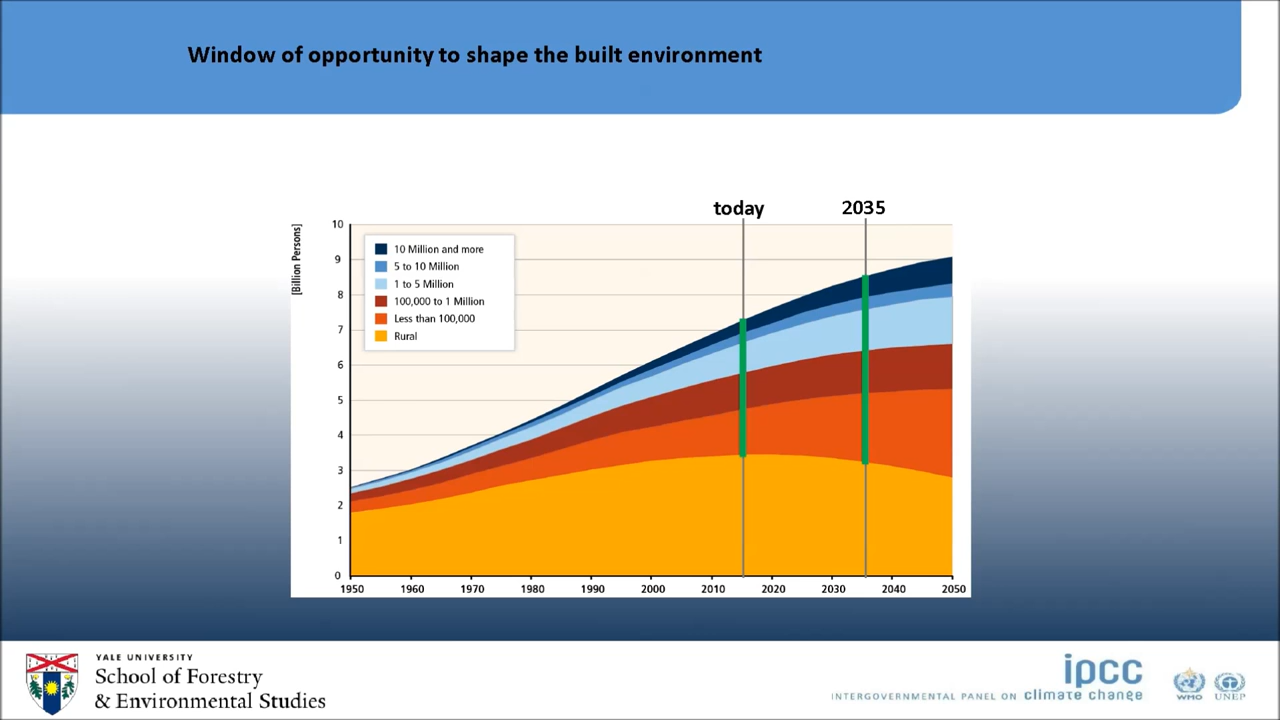 Window of opportunity to shape the built environment
today
2035
[Billion Persons]
10
9
8
7
6
5
4
3
2
1
0
10 Million and more
5 to 10 Million
1 to 5 Million
100,000 to 1 Million
Less than 100,000
Rural
1950 1960 1970 1980 1990 2000 2010 2020 2030 2040 2050
YALE UNIVERSITY
School of Forestry
& Environmental Studies
ipcc
INTERGOVERNMENTAL PANEL ON climate change
WMO
UNEP